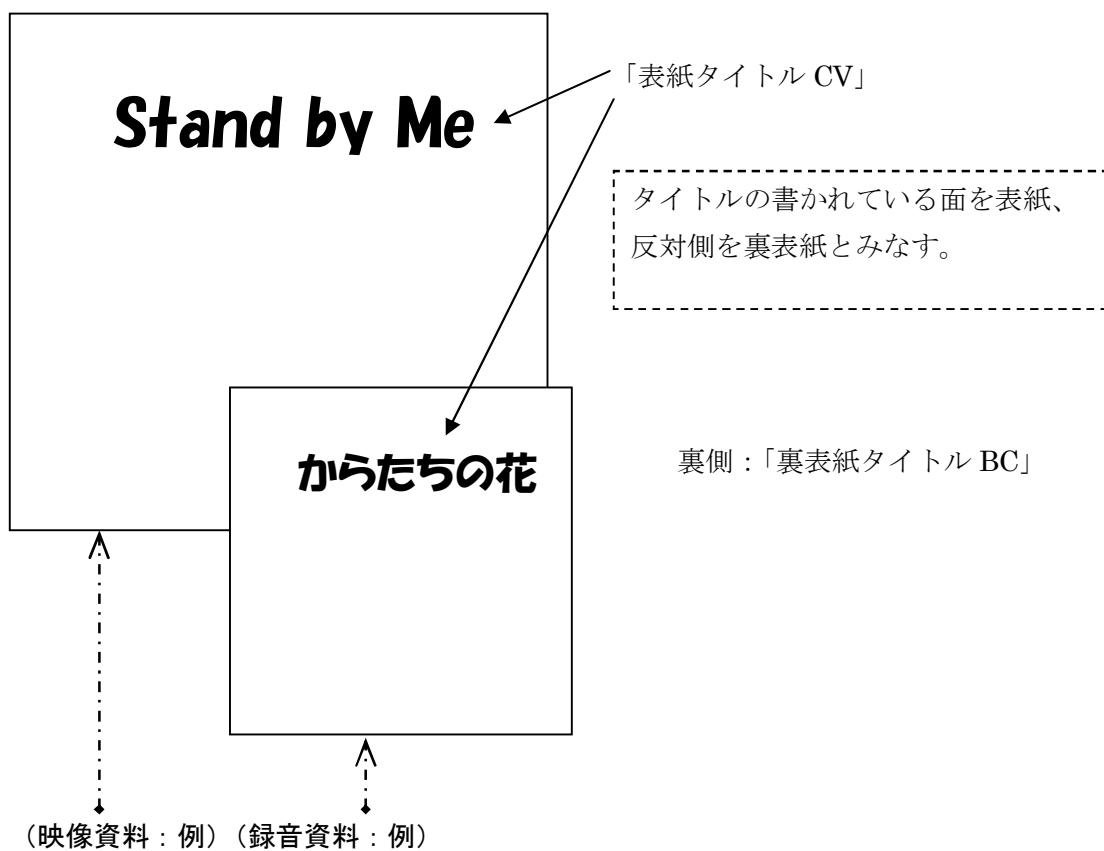 「表紙タイトル CV」
Stand by Me
タイトルの書かれている面を表紙、
反対側を裏表紙とみなす。
からたちの花
裏側：「裏表紙タイトル BC」
（映像資料：例）（録音資料：例）